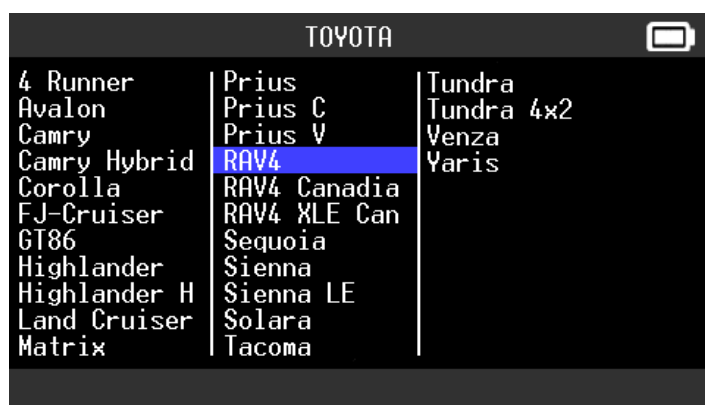 TOYOTA
4 Runner
Avalon
Camry
Camry Hybrid
Corolla
FJ-Cruiser
GT86
Highlander
Highlander H
Land Cruiser
Matrix
Prius
Prius C
Prius V
RAV4
RAV4 Canadia
RAV4 XLE Can
Sequoia
Sienna
Sienna LE
Solara
Tacoma
Tundra
Tundra 4x2
Venza
Yaris